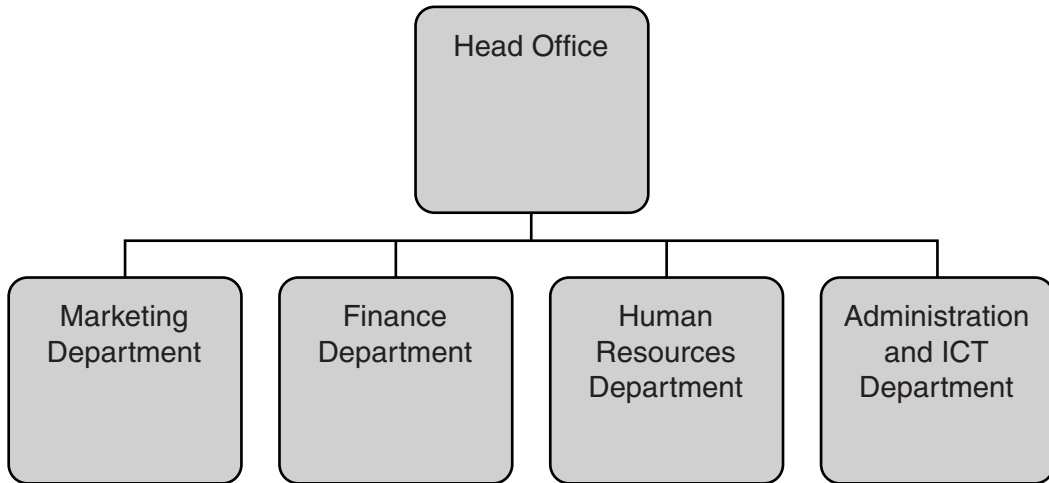 Head Office
Marketing
Department
Finance
Department
Human
Resources
Department
Administration
and ICT
Department